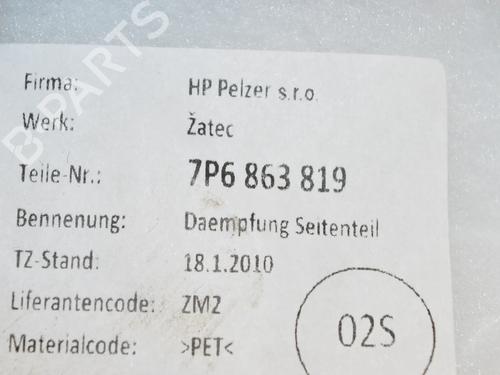 Firma: HP Pelzer s.r.o.
Werk: Žatec
Teile-Nr.: 7P6 863 819
Bennenung: Daempfung Seitenteil
TZ-Stand: 18.1.2010
Liferantencode: ZM2
Materialcode: >PET<
02S
B-PARTS